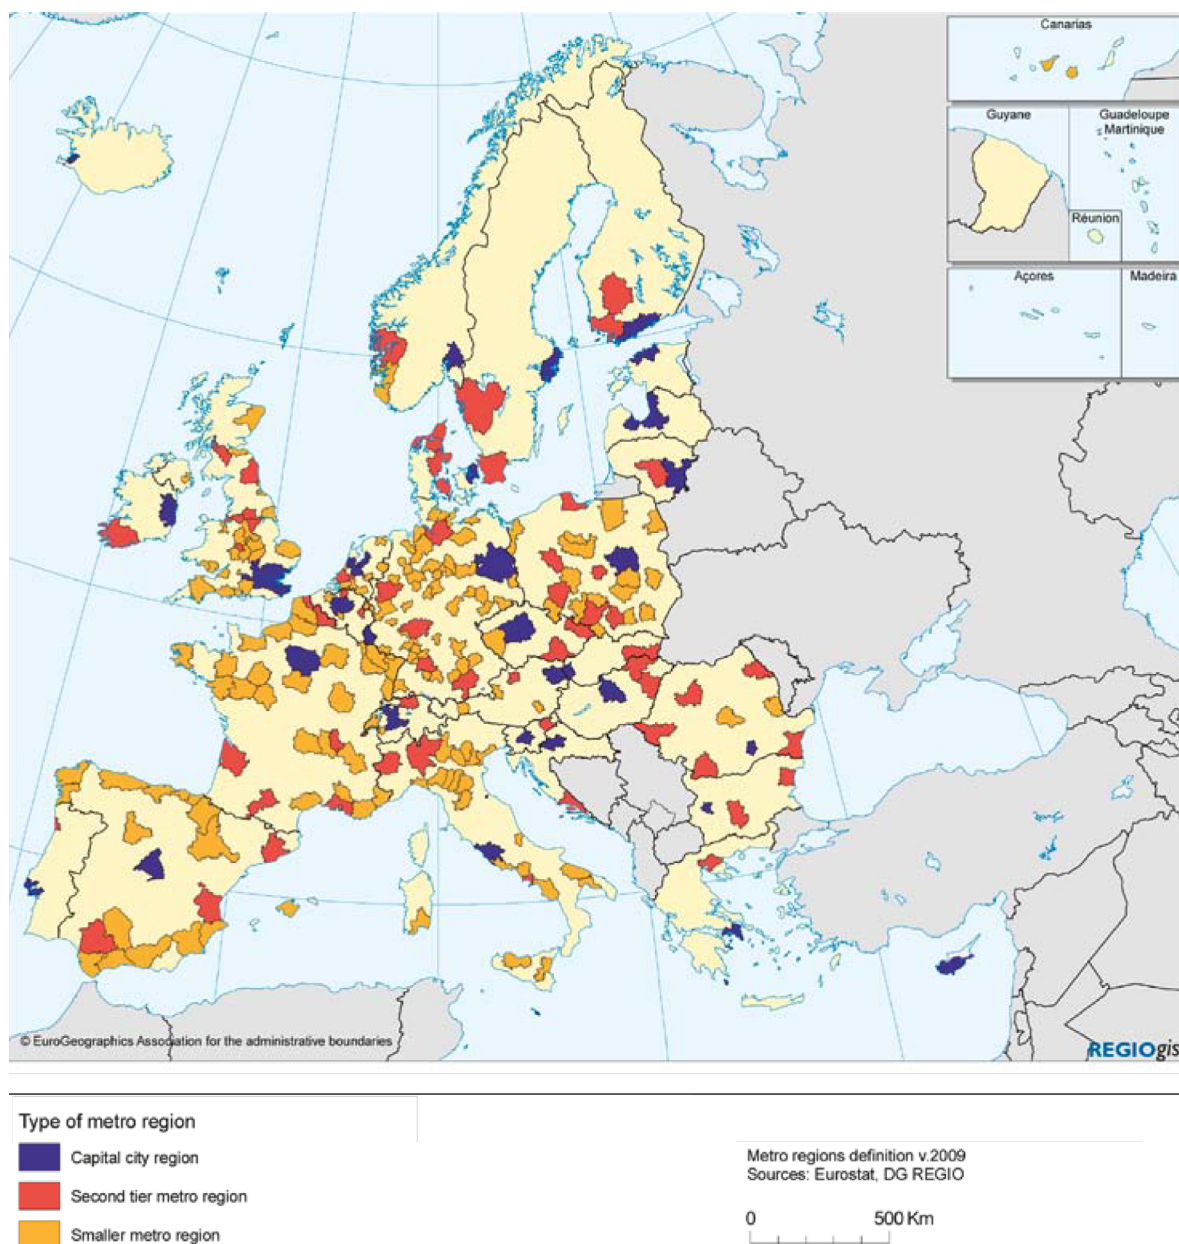 Canarias
Guyane
Guadeloupe
Martinique
Réunion
Açores
Madeira
© EuroGeographics Association for the administrative boundaries
REGIOgis
Type of metro region
Capital city region
Second tier metro region
Smaller metro region
Metro regions definition v.2009
Sources: Eurostat, DG REGIO
0 500 Km